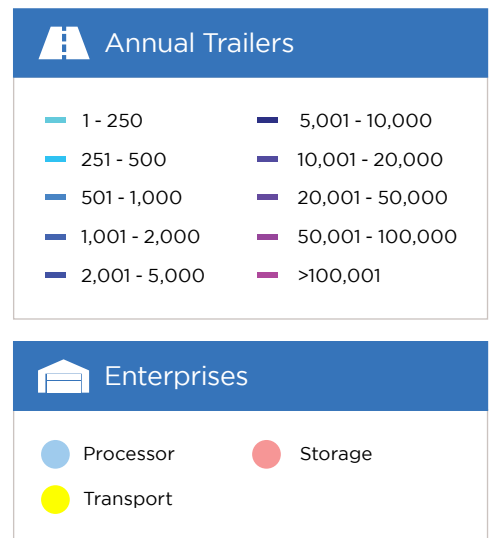 Annual Trailers
1 - 250
251 - 500
501 - 1,000
1,001 - 2,000
2,001 - 5,000
5,001 - 10,000
10,001 - 20,000
20,001 - 50,000
50,001 - 100,000
>100,001
Enterprises
Processor
Transport
Storage